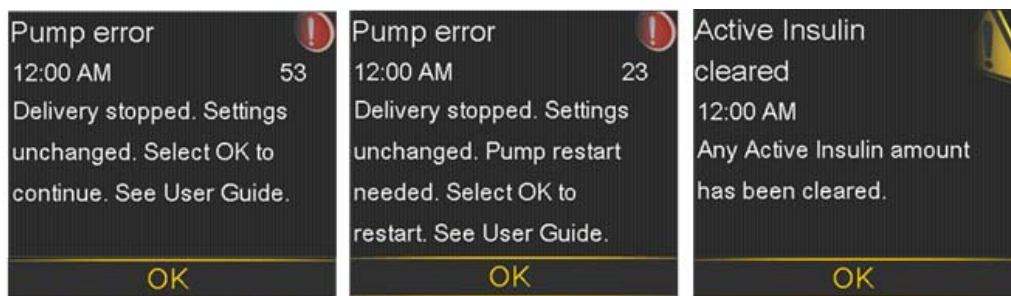 Pump error
12:00 AM 53
Delivery stopped. Settings
unchanged. Select OK to
continue. See User Guide.
OK
Pump error
12:00 AM 23
Delivery stopped. Settings
unchanged. Pump restart
needed. Select OK to
restart. See User Guide.
OK
Active Insulin
cleared
12:00 AM
Any Active Insulin amount
has been cleared.
OK